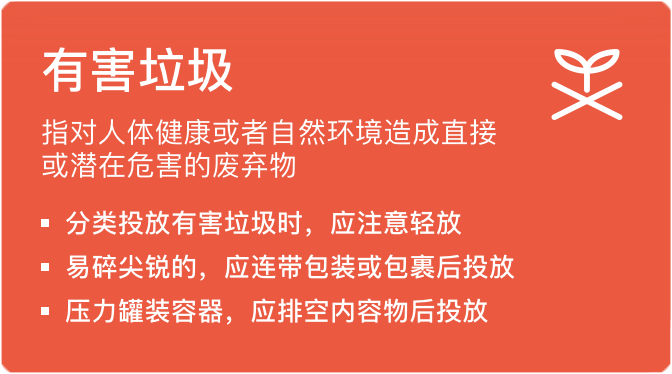 有害垃圾
指对人体健康或者自然环境造成直接
或潜在危害的废弃物
▪ 分类投放有害垃圾时，应注意轻放
▪ 易碎尖锐的，应连带包装或包裹后投放
▪ 压力罐装容器，应排空内容物后投放